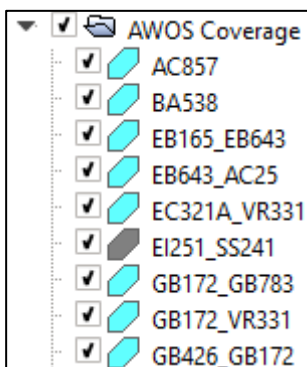 AWOS Coverage
AC857
BA538
EB165_EB643
EB643_AC25
EC321A_VR331
EI251_SS241
GB172_GB783
GB172_VR331
GB426_GB172